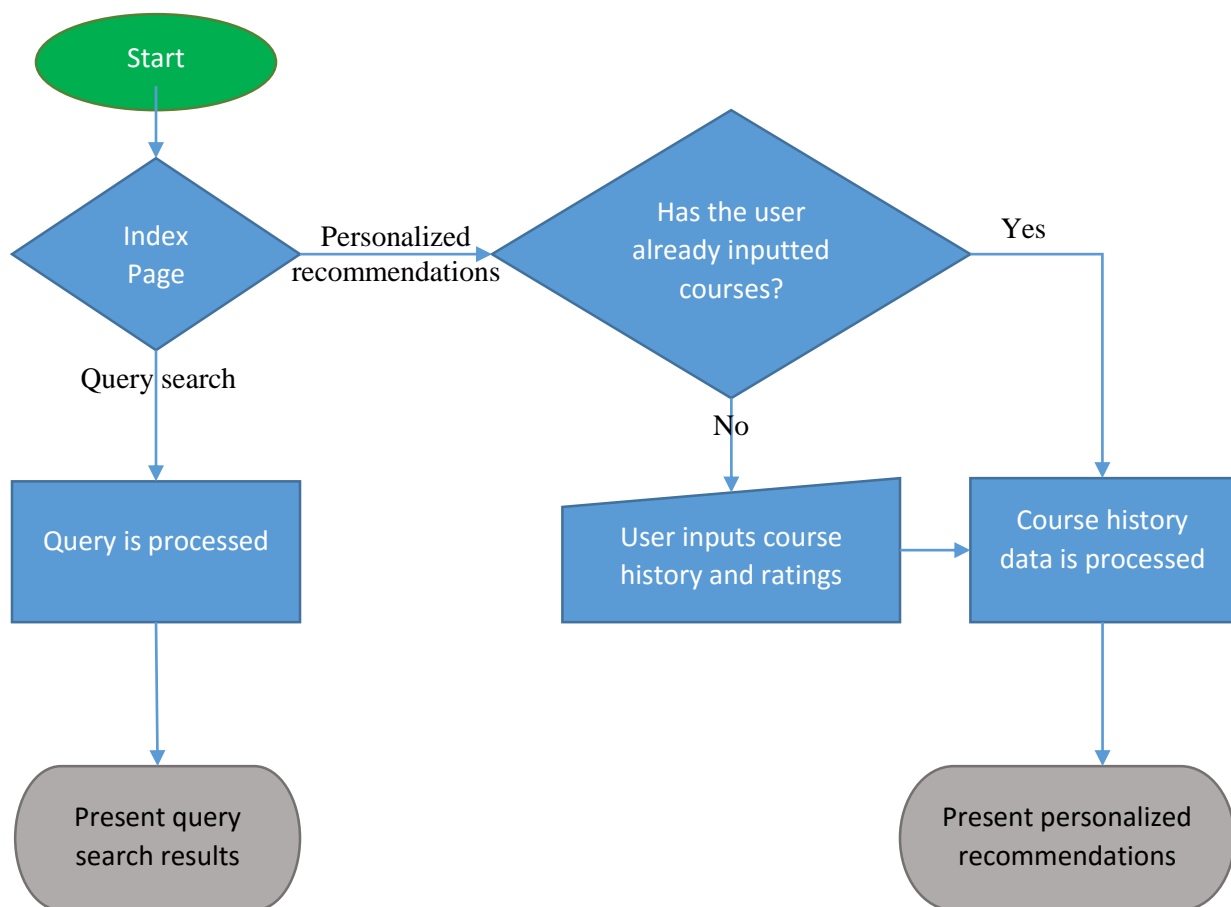 Start
Index
Page
Personalized
recommendations
Has the user
already inputted
courses?
Yes
Query search
No
Query is processed
User inputs course
history and ratings
Course history
data is processed
Present query
search results
Present personalized
recommendations